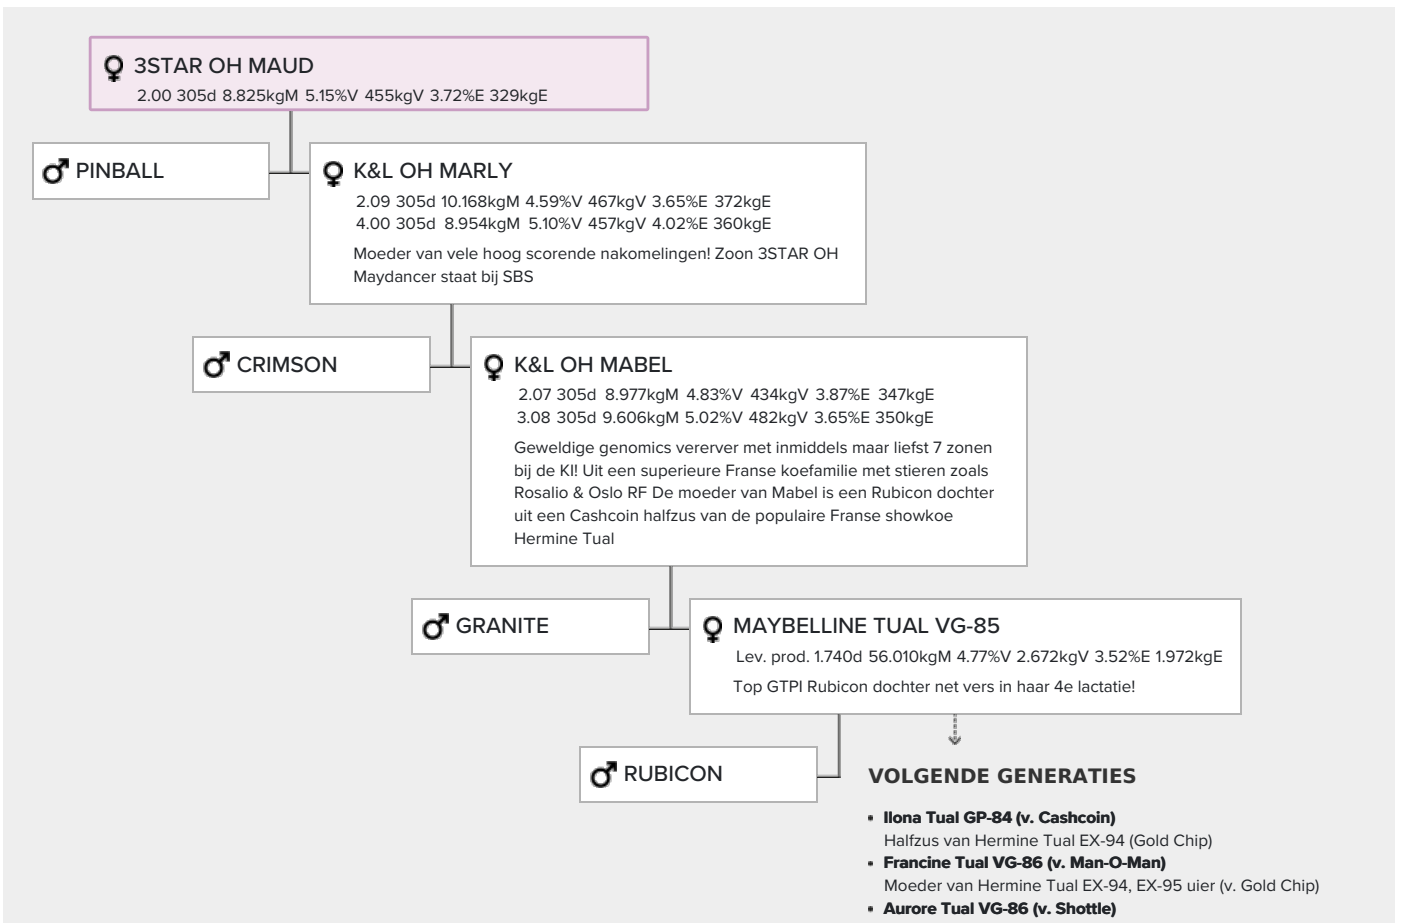 3STAR OH MAUD
2.00 305d 8.825kgM 5.15%V 455kgV 3.72%E 329kgE
PINBALL
K&L OH MARLY
2.09 305d 10.168kgM 4.59%V 467kgV 3.65%E 372kgE
4.00 305d 8.954kgM 5.10%V 457kgV 4.02%E 360kgE
Moeder van vele hoog scorende nakomelingen! Zoon 3STAR OH
Maydancer staat bij SBS
CRIMSON
K&L OH MABEL
2.07 305d 8.977kgM 4.83%V 434kgV 3.87%E 347kgE
3.08 305d 9.606kgM 5.02%V 482kgV 3.65%E 350kgE
Geweldige genomics vererver met inmiddels maar liefst 7 zonen
bij de KI! Uit een superieure Franse koefamilie met stieren zoals
Rosalio & Oslo RF De moeder van Mabel is een Rubicon dochter
uit een Cashcoin halfzus van de populaire Franse showkoe
Hermine Tual
GRANITE
MAYBELLINE TUAL VG-85
Lev. prod. 1.740d 56.010kgM 4.77%V 2.672kgV 3.52%E 1.972kgE
Top GTPI Rubicon dochter net vers in haar 4e lactatie!
RUBICON
VOLGENDE GENERATIES
• Ilona Tual GP-84 (v. Cashcoin)
Halfzus van Hermine Tual EX-94 (Gold Chip)
• Francine Tual VG-86 (v. Man-O-Man)
Moeder van Hermine Tual EX-94, EX-95 uier (v. Gold Chip)
• Aurore Tual VG-86 (v. Shottle)